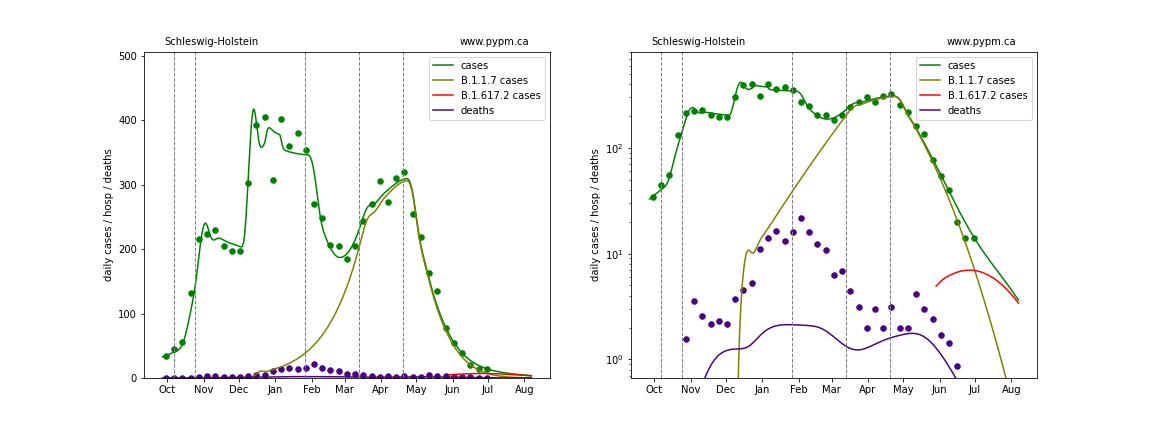 Schleswig-Holstein www.pypm.ca
daily cases / hosp / deaths
500
400
300
200
100
0
cases
B.1.1.7 cases
B.1.617.2 cases
deaths
Oct Nov Dec Jan Feb Mar Apr May Jun Jul Aug
Schleswig-Holstein www.pypm.ca
daily cases / hosp / deaths
10²
10¹
10⁰
cases
B.1.1.7 cases
B.1.617.2 cases
deaths
Oct Nov Dec Jan Feb Mar Apr May Jun Jul Aug